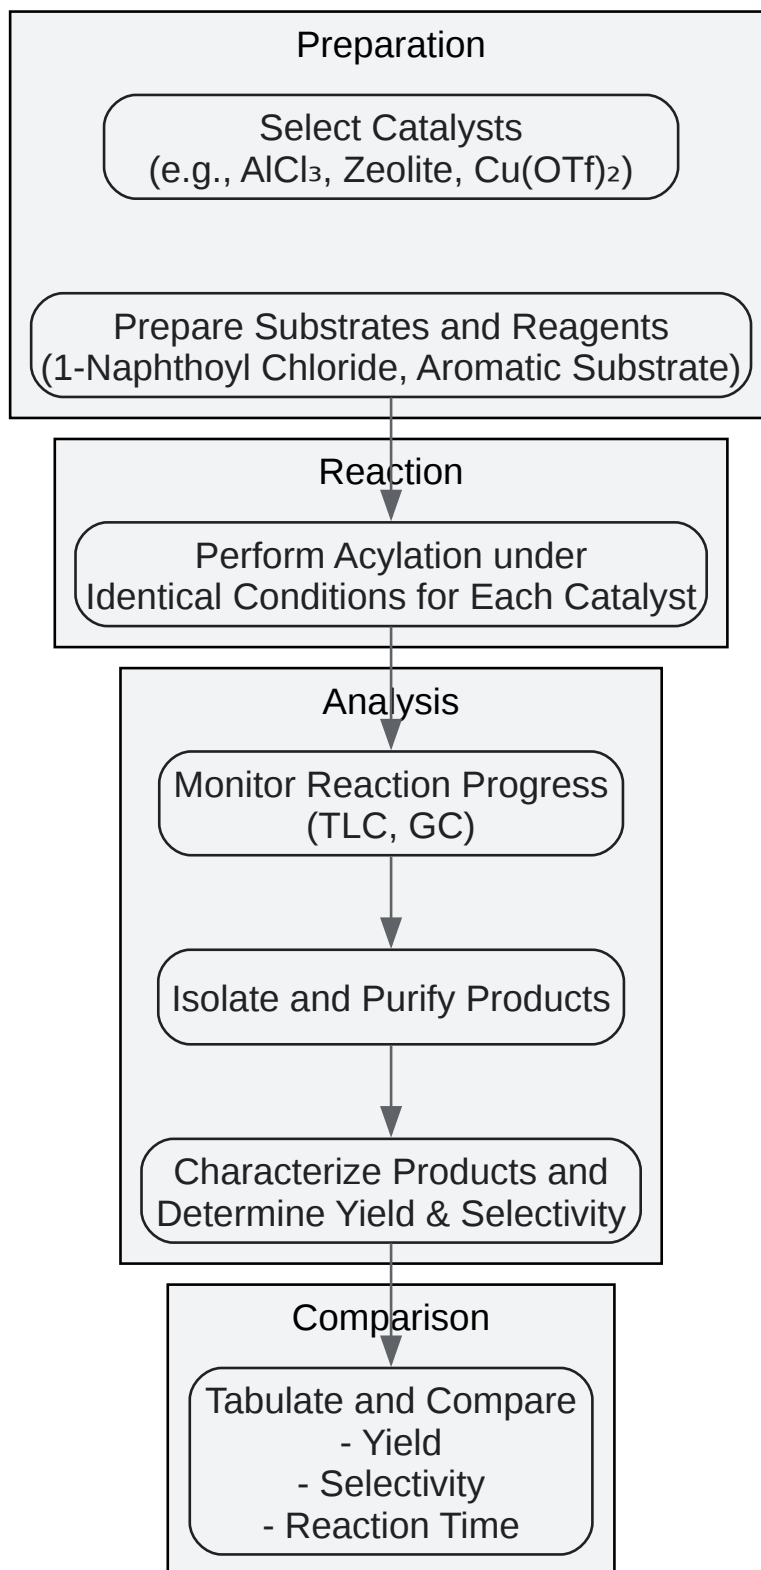 Preparation
Select Catalysts
(e.g., AlCl₃, Zeolite, Cu(OTf)₂)
Prepare Substrates and Reagents
(1-Naphthoyl Chloride, Aromatic Substrate)
Reaction
Perform Acylation under
Identical Conditions for Each Catalyst
Analysis
Monitor Reaction Progress
(TLC, GC)
Isolate and Purify Products
Characterize Products and
Determine Yield & Selectivity
Comparison
Tabulate and Compare
- Yield
- Selectivity
- Reaction Time